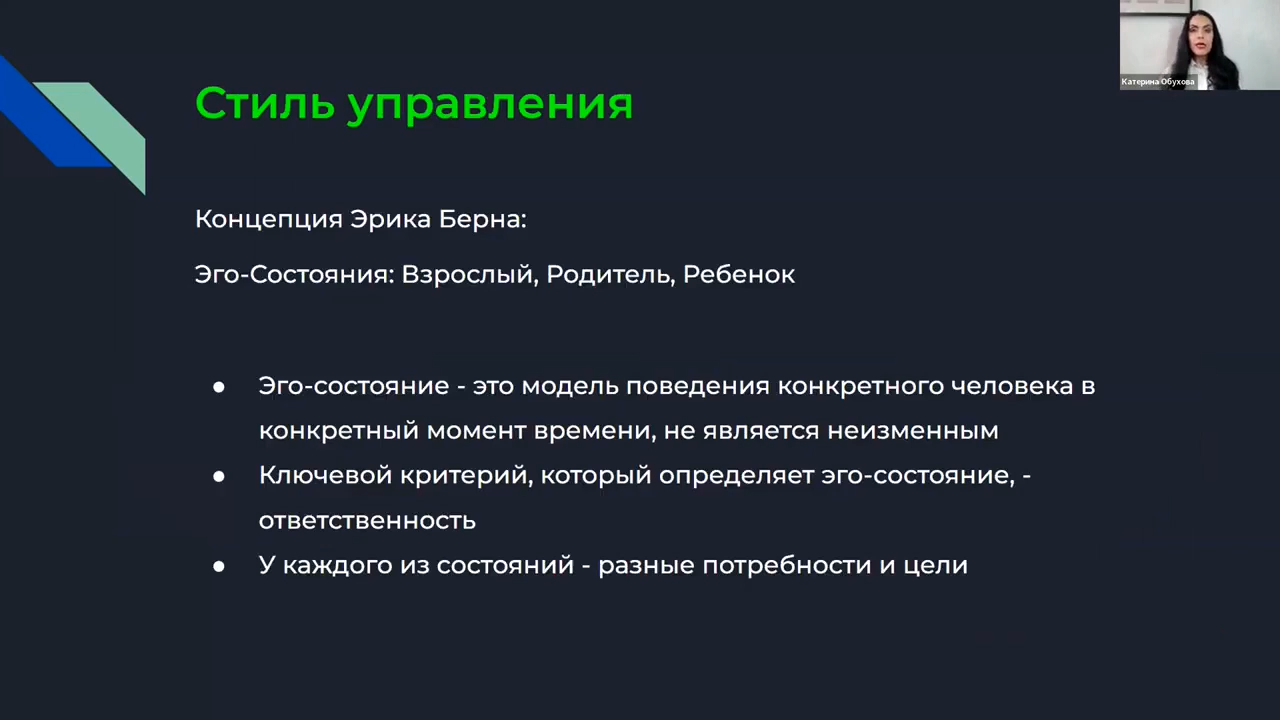 Катерина Обухова
Стиль управления
Концепция Эрика Берна:
Эго-Состояния: Взрослый, Родитель, Ребенок
● Эго-состояние - это модель поведения конкретного человека в
конкретный момент времени, не является неизменным
● Ключевой критерий, который определяет эго-состояние, -
ответственность
● У каждого из состояний - разные потребности и цели